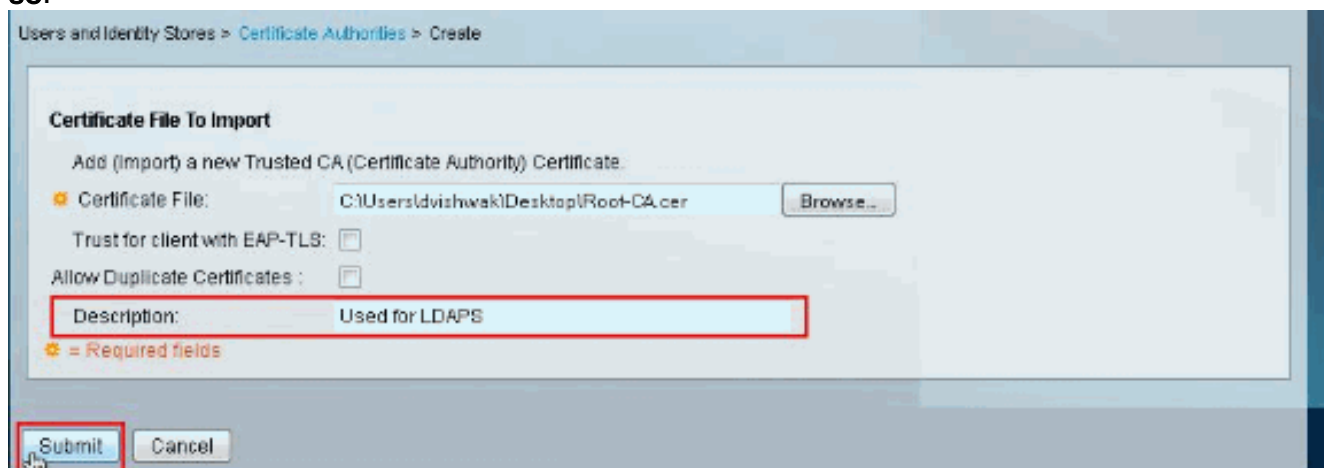 Users and Identity Stores > Certificate Authorities > Create
Certificate File To Import
Add (Import) a new Trusted CA (Certificate Authority) Certificate.
Certificate File: C:\Users\dvishwak\Desktop\Root-CA.cer Browse...
Trust for client with EAP-TLS:
Allow Duplicate Certificates :
Description: Used for LDAPS
= Required fields
Submit Cancel